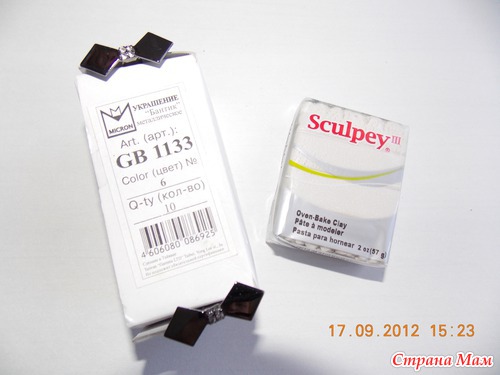 УКРАШЕНИЕ
"Бантик"
металлическое
MICRON
Art. (арт.):
GB 1133
Color (цвет) №
6
Q-ty (кол-во)
10
4 606080 086925
Sculpey III
Oven-Bake Clay
Pâte à modeler
Pasta para hornear 2 oz (57 g)
17.09.2012 15:23
Страна Мам